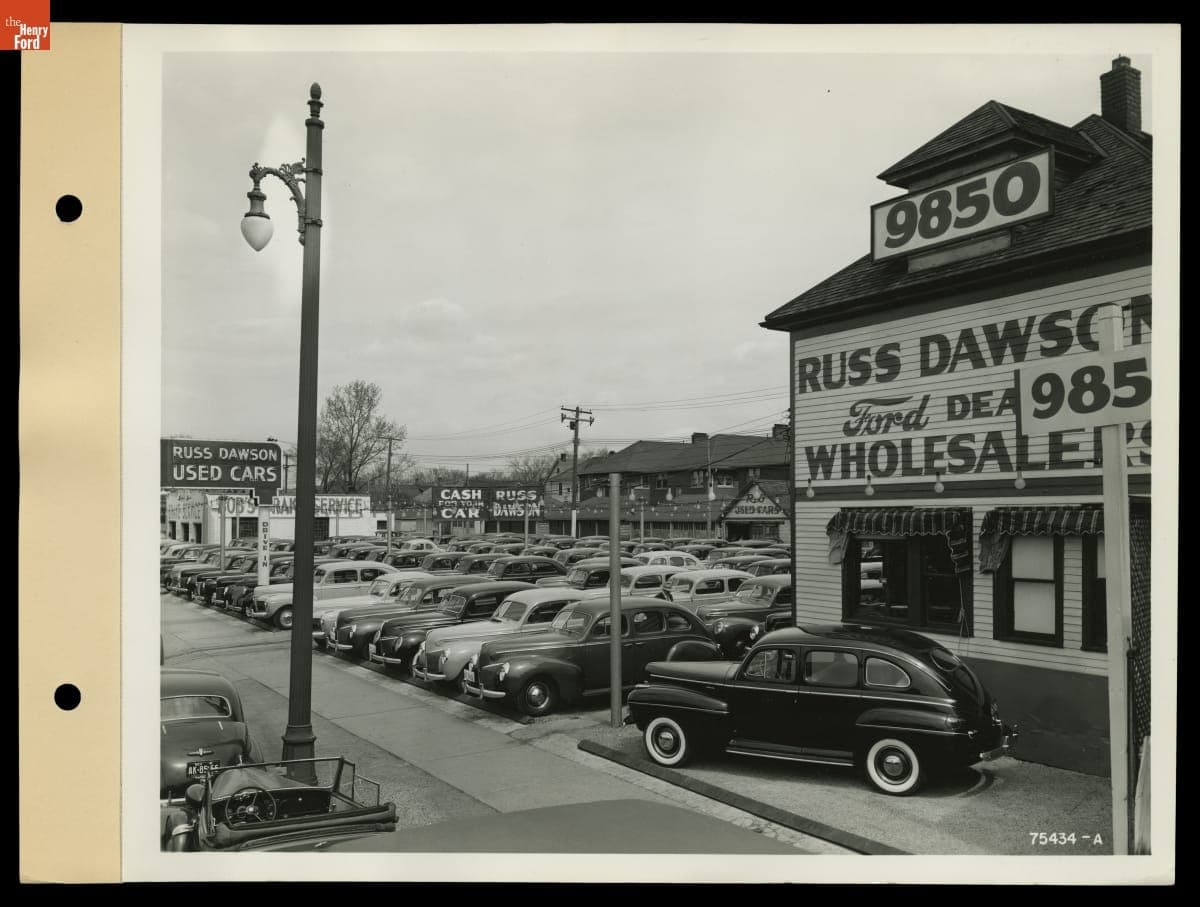 the
Henry
Ford
9850
RUSS DAWSON
Ford DEA
WHOLESALERS
985
RUSS DAWSON
USED CARS
SERVICE
DRIVE IN
CASH
FOR YOUR
CAR
RUSS
DAWSON
R&G
USED CARS
75434-A